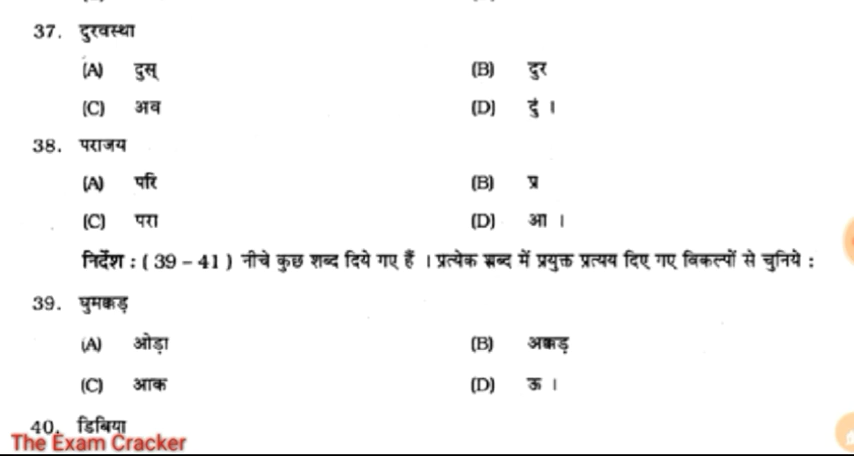 37. दुरवस्था
(A) दुस् (B) दुर
(C) अव (D) दुं ।
38. पराजय
(A) परि (B) प्र
(C) परा (D) आ ।
निर्देश : ( 39 – 41 ) नीचे कुछ शब्द दिये गए हैं । प्रत्येक शब्द में प्रयुक्त प्रत्यय दिए गए विकल्पों से चुनिये :
39. घुमक्कड़
(A) ओड़ा (B) अक्कड़
(C) आक (D) ऊ ।
40. डिबिया
The Exam Cracker